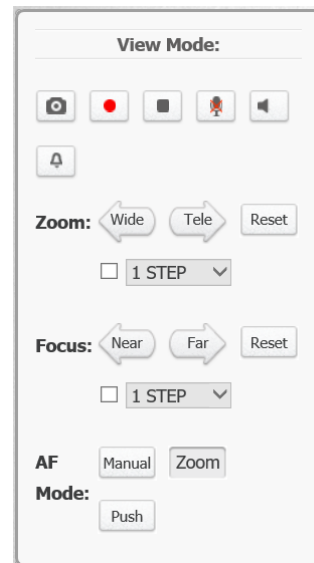 View Mode:
Zoom: Wide Tele Reset
1 STEP
Focus: Near Far Reset
1 STEP
AF Manual Zoom
Mode:
Push